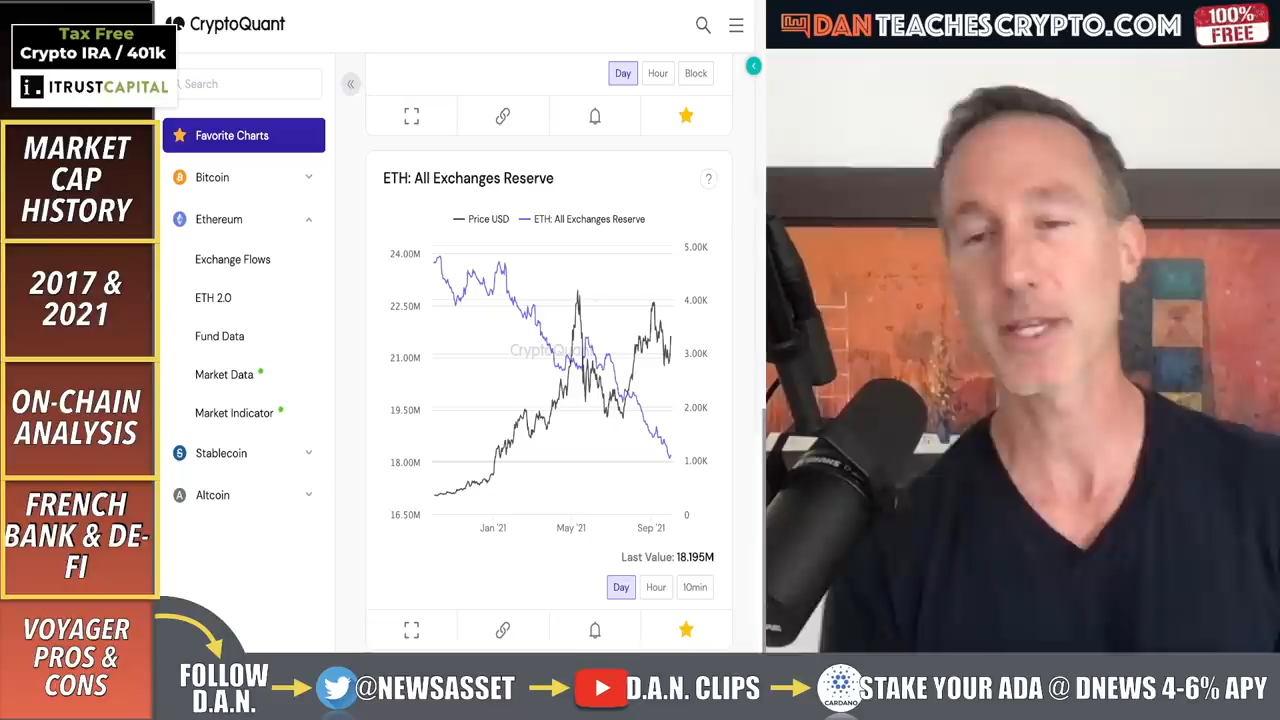 Tax Free
Crypto IRA / 401k
i. ITRUSTCAPITAL
MARKET
CAP
HISTORY
2017 &
2021
ON-CHAIN
ANALYSIS
FRENCH
BANK & DE-
FI
VOYAGER
PROS &
CONS
CryptoQuant
Search
Favorite Charts
Bitcoin
Ethereum
Exchange Flows
ETH 2.0
Fund Data
Market Data
Market Indicator
Stablecoin
Altcoin
Day Hour Block
ETH: All Exchanges Reserve
?
Price USD ETH: All Exchanges Reserve
24.00M
22.50M
21.00M
19.50M
18.00M
16.50M
5.00K
4.00K
3.00K
2.00K
1.00K
0
CryptoQuant
Jan '21 May '21 Sep '21
Last Value: 18.195M
Day Hour 10min
DANTEACHESCRYPTO.COM
100%
FREE
FOLLOW
D.A.N.
@NEWSASSET
D.A.N. CLIPS
CARDANO
STAKE YOUR ADA @ DNEWS 4-6% APY